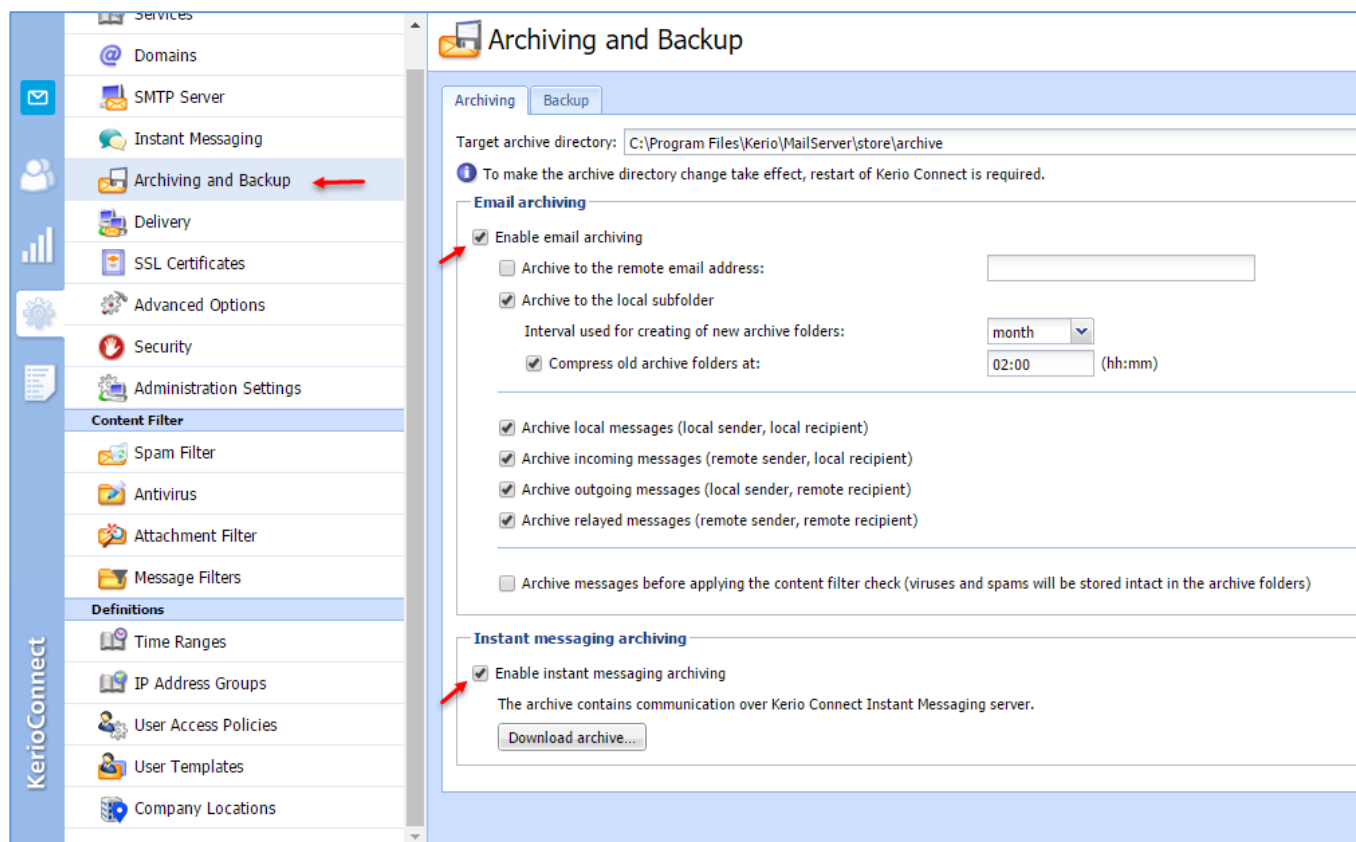 Services
Domains
SMTP Server
Instant Messaging
Archiving and Backup
Delivery
SSL Certificates
Advanced Options
Security
Administration Settings
Content Filter
Spam Filter
Antivirus
Attachment Filter
Message Filters
Definitions
Time Ranges
IP Address Groups
User Access Policies
User Templates
Company Locations
KerioConnect
Archiving and Backup
Archiving Backup
Target archive directory: C:\Program Files\Kerio\MailServer\store\archive
To make the archive directory change take effect, restart of Kerio Connect is required.
Email archiving
Enable email archiving
Archive to the remote email address:
Archive to the local subfolder
Interval used for creating of new archive folders: month
Compress old archive folders at: 02:00 (hh:mm)
Archive local messages (local sender, local recipient)
Archive incoming messages (remote sender, local recipient)
Archive outgoing messages (local sender, remote recipient)
Archive relayed messages (remote sender, remote recipient)
Archive messages before applying the content filter check (viruses and spams will be stored intact in the archive folders)
Instant messaging archiving
Enable instant messaging archiving
The archive contains communication over Kerio Connect Instant Messaging server.
Download archive...